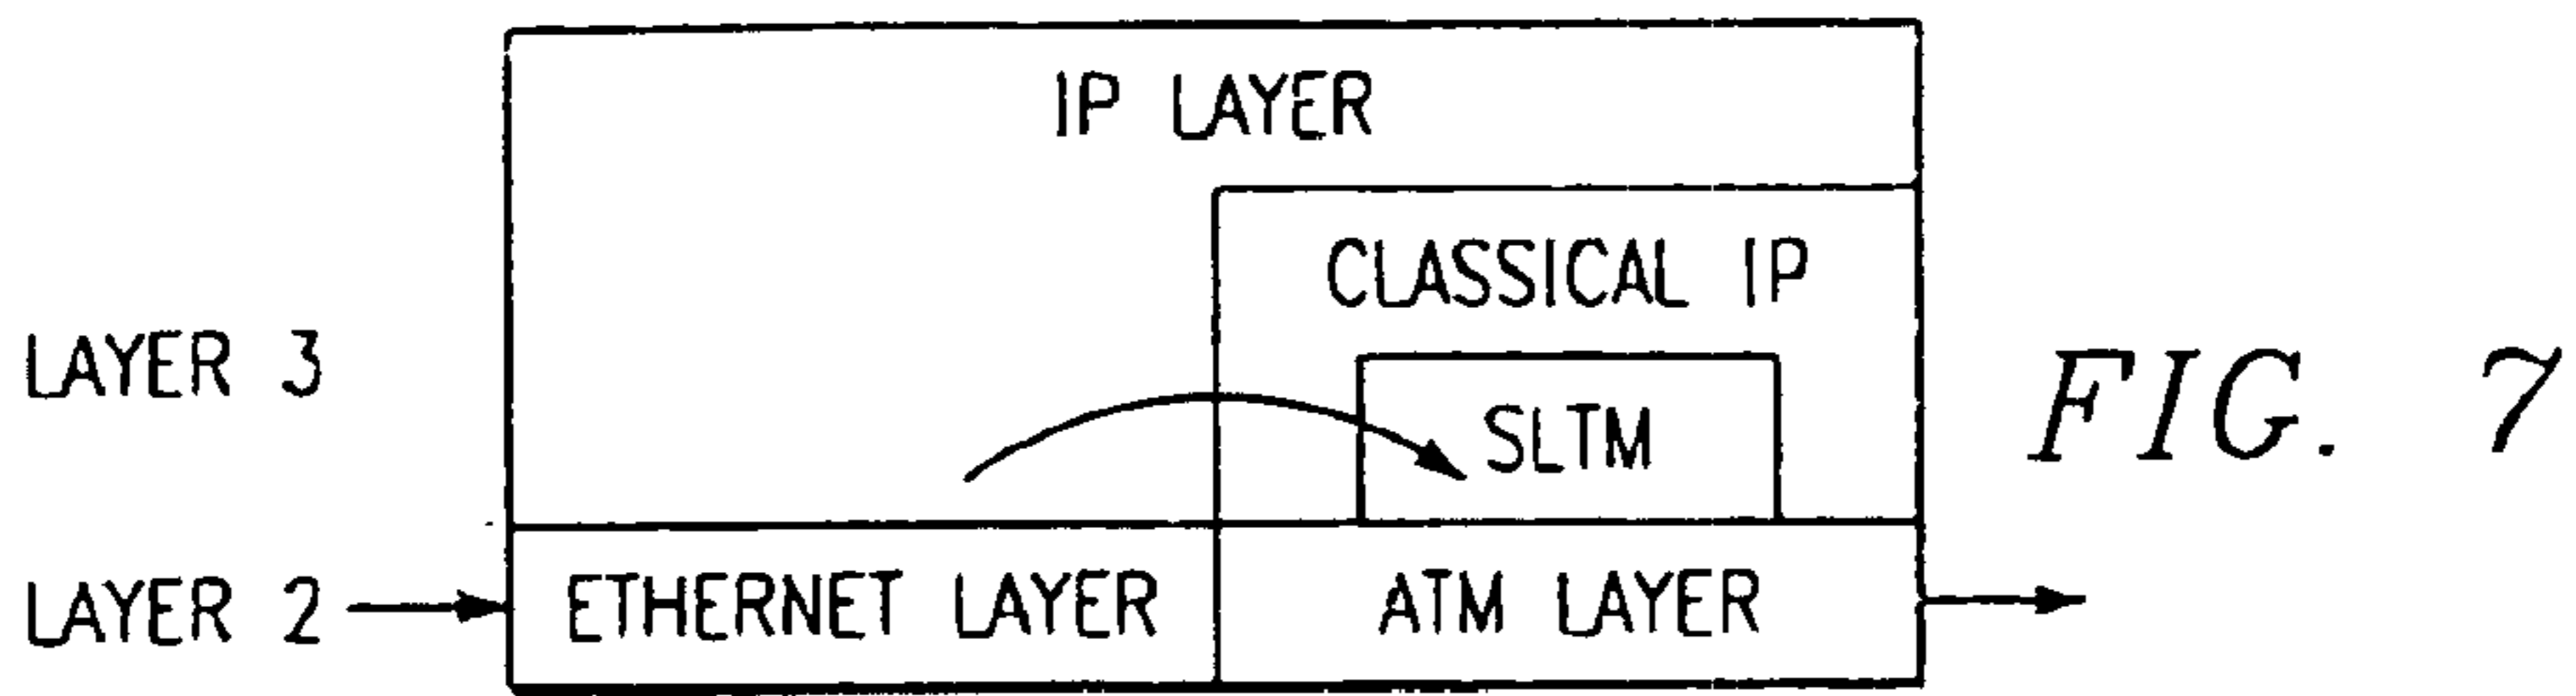 IP LAYER
CLASSICAL IP
LAYER 3
SLTM
FIG. 7
LAYER 2
ETHERNET LAYER
ATM LAYER